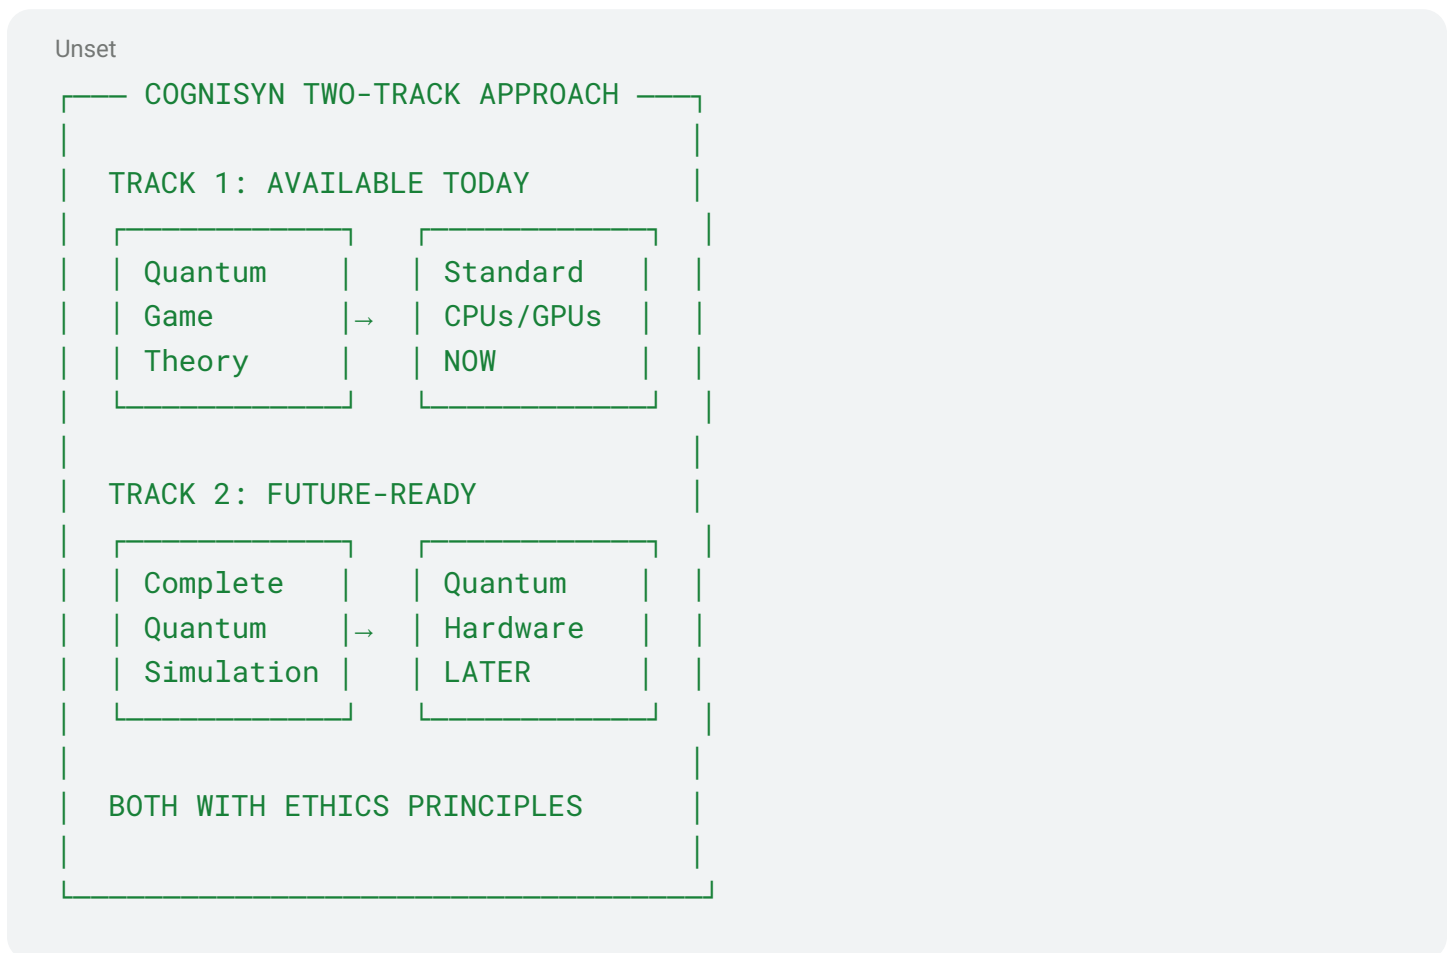 Unset
COGNISYN TWO-TRACK APPROACH
TRACK 1: AVAILABLE TODAY
Quantum Standard
Game → CPUs/GPUs
Theory NOW
TRACK 2: FUTURE-READY
Complete Quantum
Quantum → Hardware
Simulation LATER
BOTH WITH ETHICS PRINCIPLES